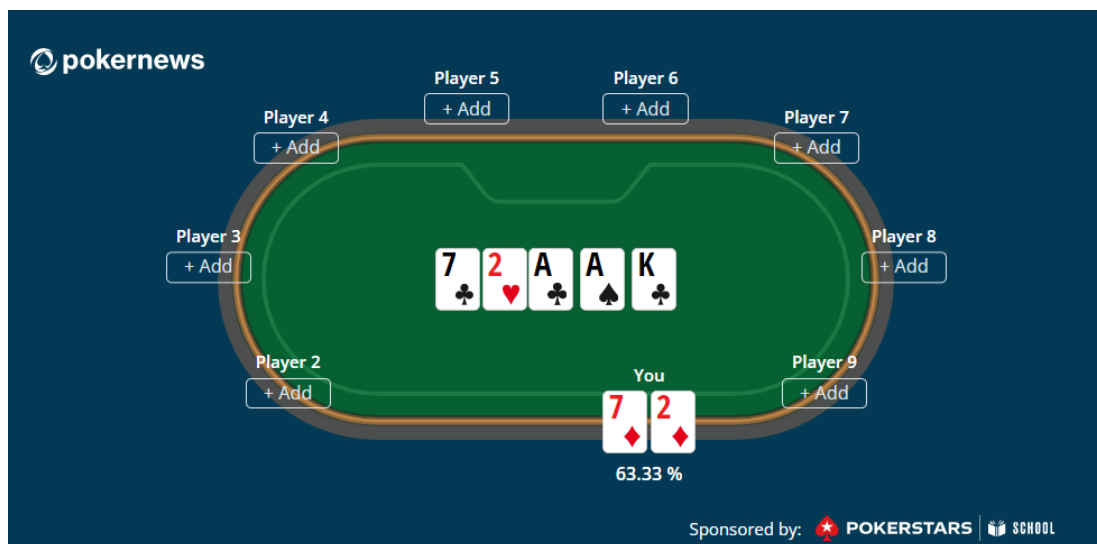 pokernews
Player 5
+ Add
Player 6
+ Add
Player 4
+ Add
Player 7
+ Add
Player 3
+ Add
Player 8
+ Add
7 2 A A K
Player 2
+ Add
You
7 2
63.33 %
Player 9
+ Add
Sponsored by: POKERSTARS SCHOOL